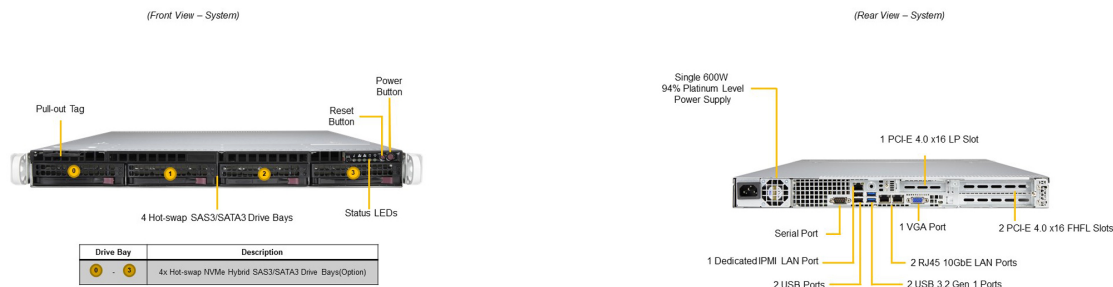 (Front View – System)
Power
Button
Pull-out Tag
Reset
Button
0
1
2
3
4 Hot-swap SAS3/SATA3 Drive Bays
Status LEDs
Drive Bay Description
0 - 3 4x Hot-swap NVMe Hybrid SAS3/SATA3 Drive Bays(Option)
(Rear View – System)
Single 600W
94% Platinum Level
Power Supply
1 PCI-E 4.0 x16 LP Slot
Serial Port
1 VGA Port
2 PCI-E 4.0 x16 FHFL Slots
1 Dedicated IPMI LAN Port
2 RJ45 10GbE LAN Ports
2 USB Ports
2 USB 3.2 Gen 1 Ports